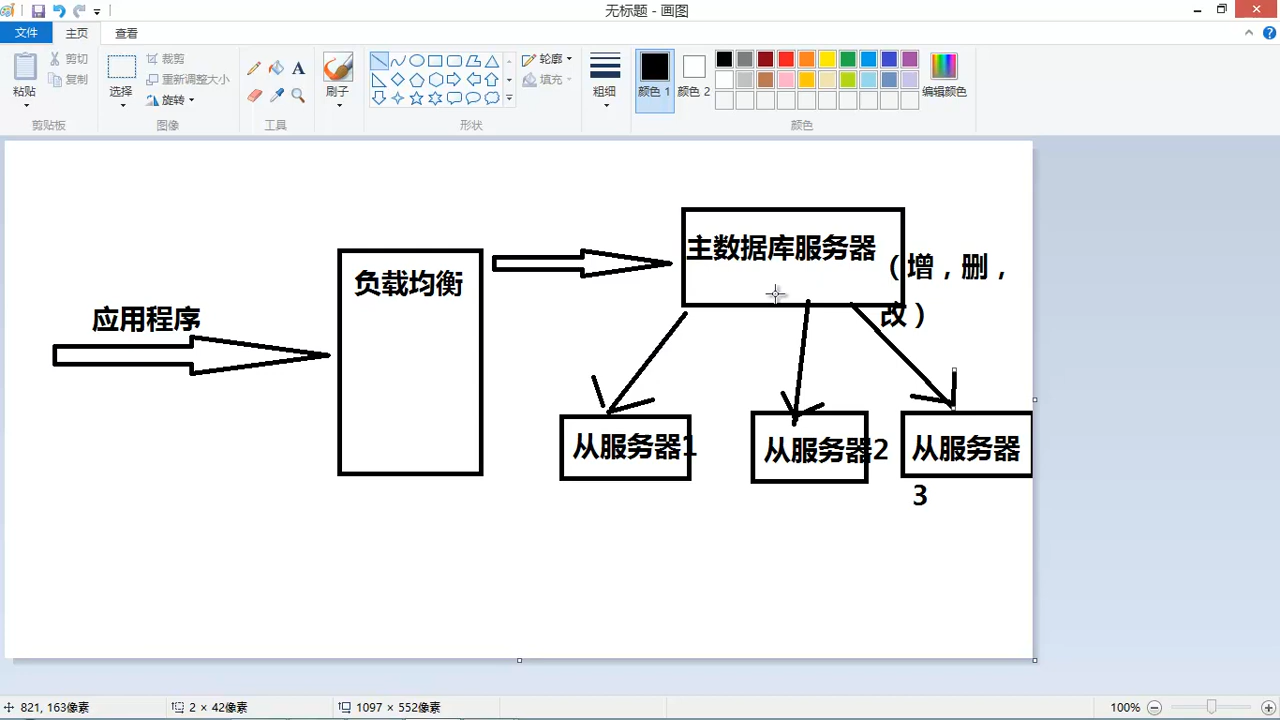 无标题 - 画图
文件
主页
查看
粘贴
剪切
复制
剪贴板
选择
裁剪
重新调整大小
旋转
图像
A
工具
刷子
轮廓
填充
形状
粗细
颜色 1
颜色 2
编辑颜色
颜色
主数据库服务器
（增，删，
改）
负载均衡
应用程序
从服务器1
从服务器2
从服务器
3
821, 163像素
2 × 42像素
1097 × 552像素
100%